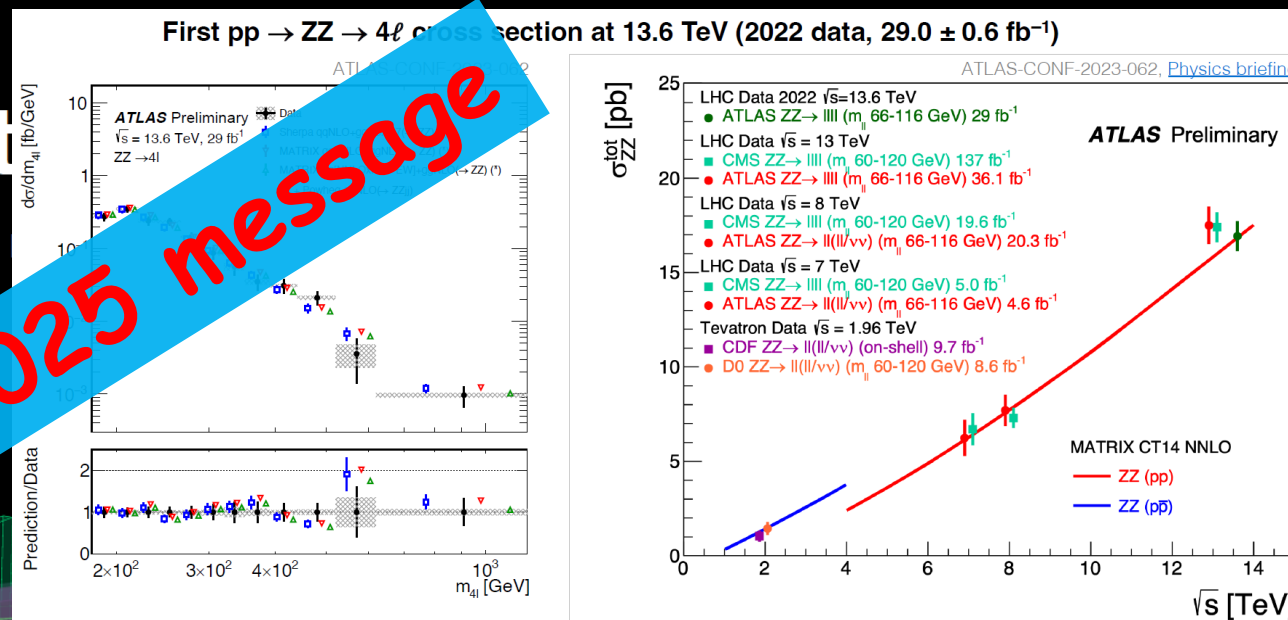 First pp → ZZ → 4ℓ cross section at 13.6 TeV (2022 data, 29.0 ± 0.6 fb⁻¹)
ATLAS-CONF-2023-062
ATLAS Preliminary
√s = 13.6 TeV, 29 fb⁻¹
ZZ →4l
Data
025 message
dσ/dm4l [fb/GeV]
10
1
Prediction/Data
2
1
0
2×10²
3×10²
4×10²
10³
m4l [GeV]
ATLAS-CONF-2023-062, Physics briefing
σZZ^tot [pb]
25
20
15
10
5
0
LHC Data 2022 √s=13.6 TeV
ATLAS ZZ→ llll (mll 66-116 GeV) 29 fb⁻¹
LHC Data √s = 13 TeV
CMS ZZ→ llll (mll 60-120 GeV) 137 fb⁻¹
ATLAS ZZ→ llll (mll 66-116 GeV) 36.1 fb⁻¹
LHC Data √s = 8 TeV
CMS ZZ→ llll (mll 60-120 GeV) 19.6 fb⁻¹
ATLAS ZZ→ ll(ll/νν) (mll 66-116 GeV) 20.3 fb⁻¹
LHC Data √s = 7 TeV
CMS ZZ→ llll (mll 60-120 GeV) 5.0 fb⁻¹
ATLAS ZZ→ ll(ll/νν) (mll 66-116 GeV) 4.6 fb⁻¹
Tevatron Data √s = 1.96 TeV
CDF ZZ→ ll(ll/νν) (on-shell) 9.7 fb⁻¹
D0 ZZ→ ll(ll/νν) (mll 60-120 GeV) 8.6 fb⁻¹
ATLAS Preliminary
MATRIX CT14 NNLO
ZZ (pp)
ZZ (pp̄)
0 2 4 6 8 10 12 14
√s [TeV